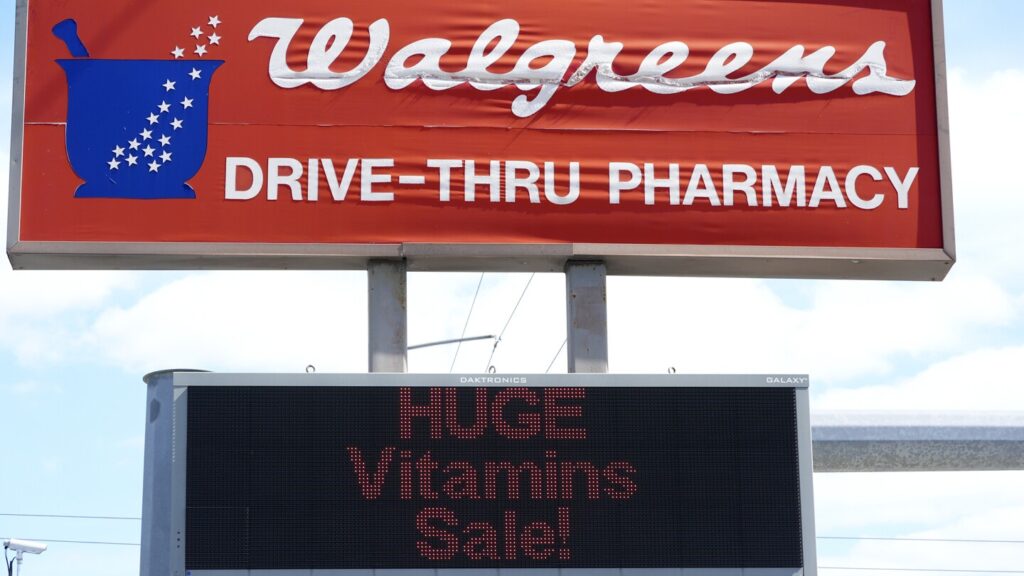 Walgreens
DRIVE-THRU PHARMACY
DAKTRONICS
GALAXY
HUGE
Vitamins
Sale!